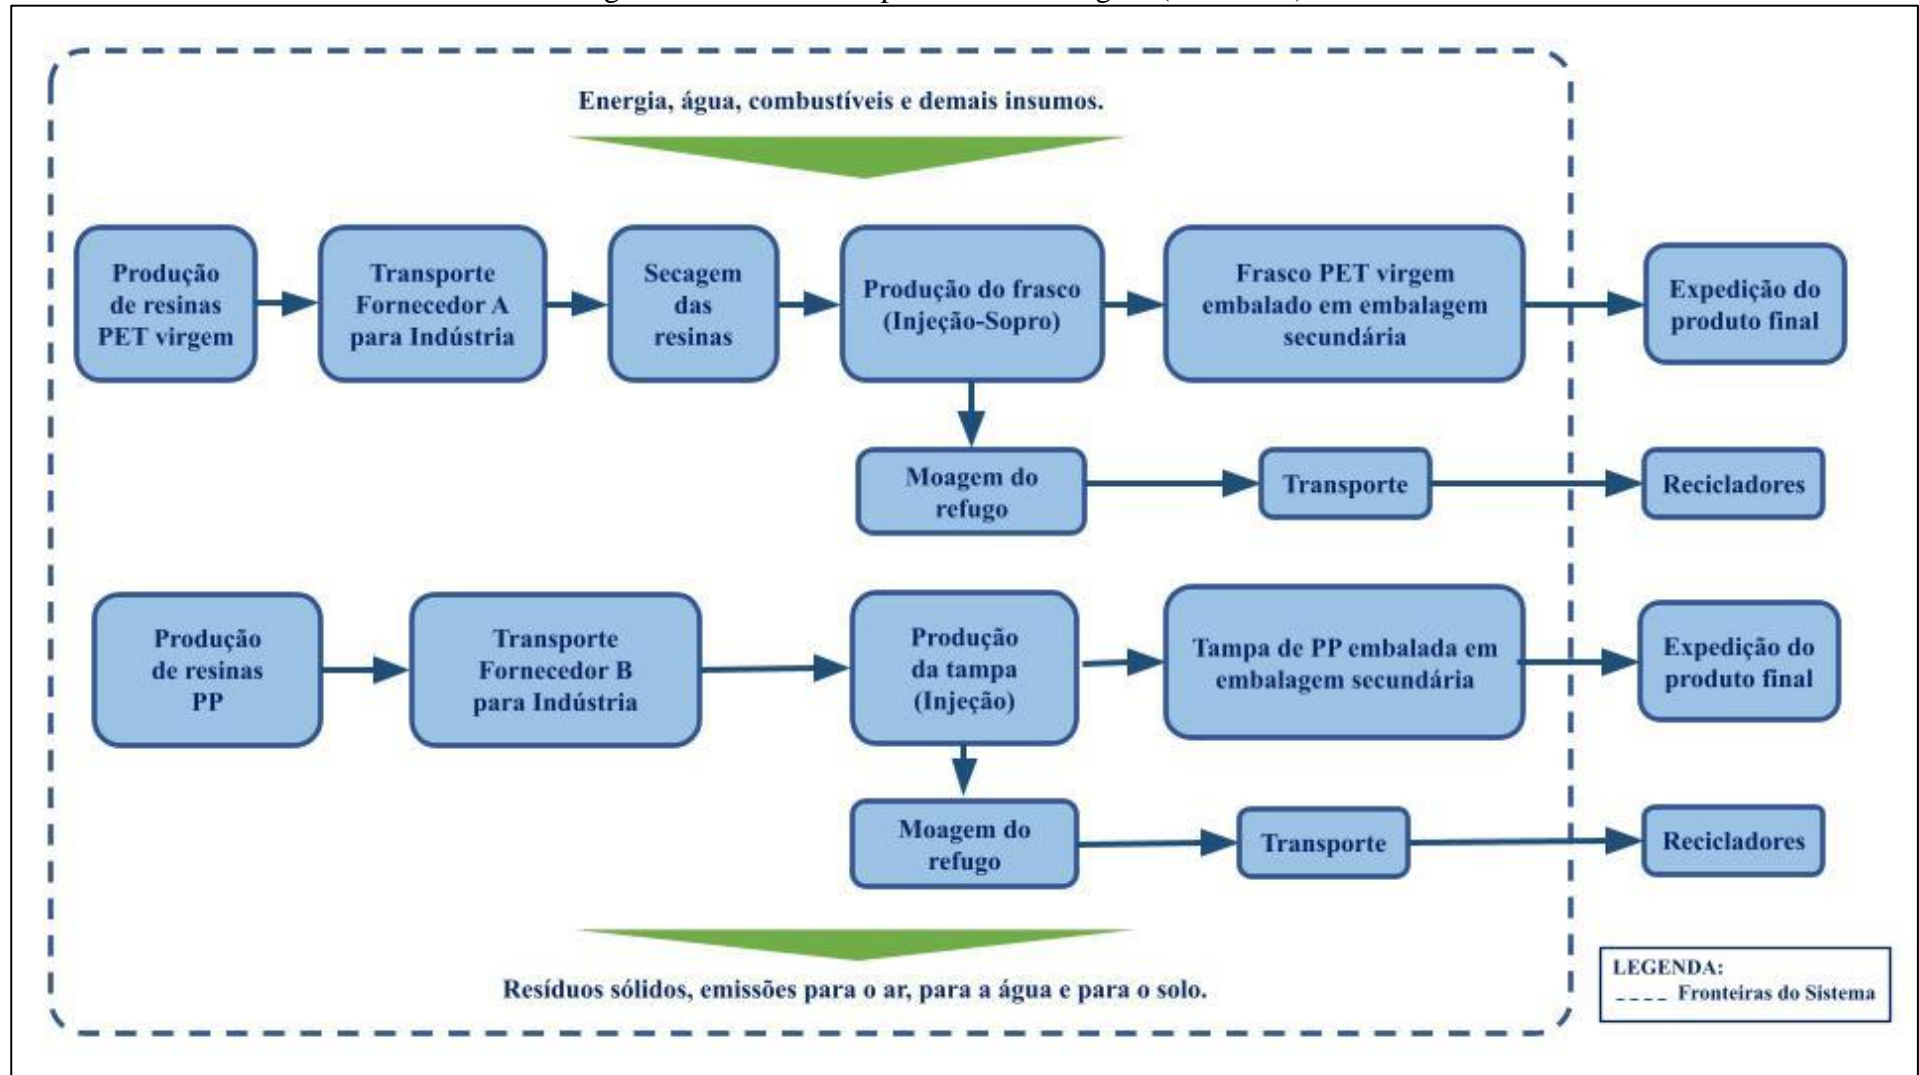 Energia, água, combustíveis e demais insumos.
Produção
de resinas
PET virgem
Transporte
Fornecedor A
para Indústria
Secagem
das
resinas
Produção do frasco
(Injeção-Sopro)
Frasco PET virgem
embalado em embalagem
secundária
Expedição do
produto final
Moagem do
refugo
Transporte
Recicladores
Produção
de resinas
PP
Transporte
Fornecedor B
para Indústria
Produção
da tampa
(Injeção)
Tampa de PP embalada em
embalagem secundária
Expedição do
produto final
Moagem do
refugo
Transporte
Recicladores
Resíduos sólidos, emissões para o ar, para a água e para o solo.
LEGENDA:
Fronteiras do Sistema